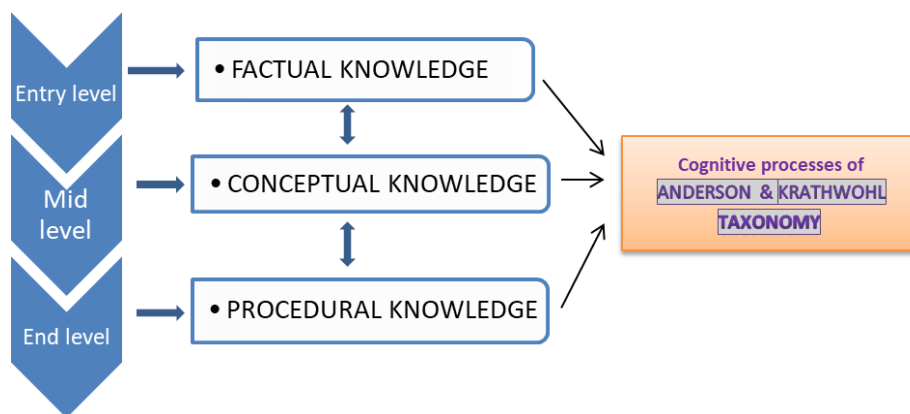 Entry level
• FACTUAL KNOWLEDGE
Mid
level
• CONCEPTUAL KNOWLEDGE
End level
• PROCEDURAL KNOWLEDGE
Cognitive processes of
ANDERSON & KRATHWOHL
TAXONOMY